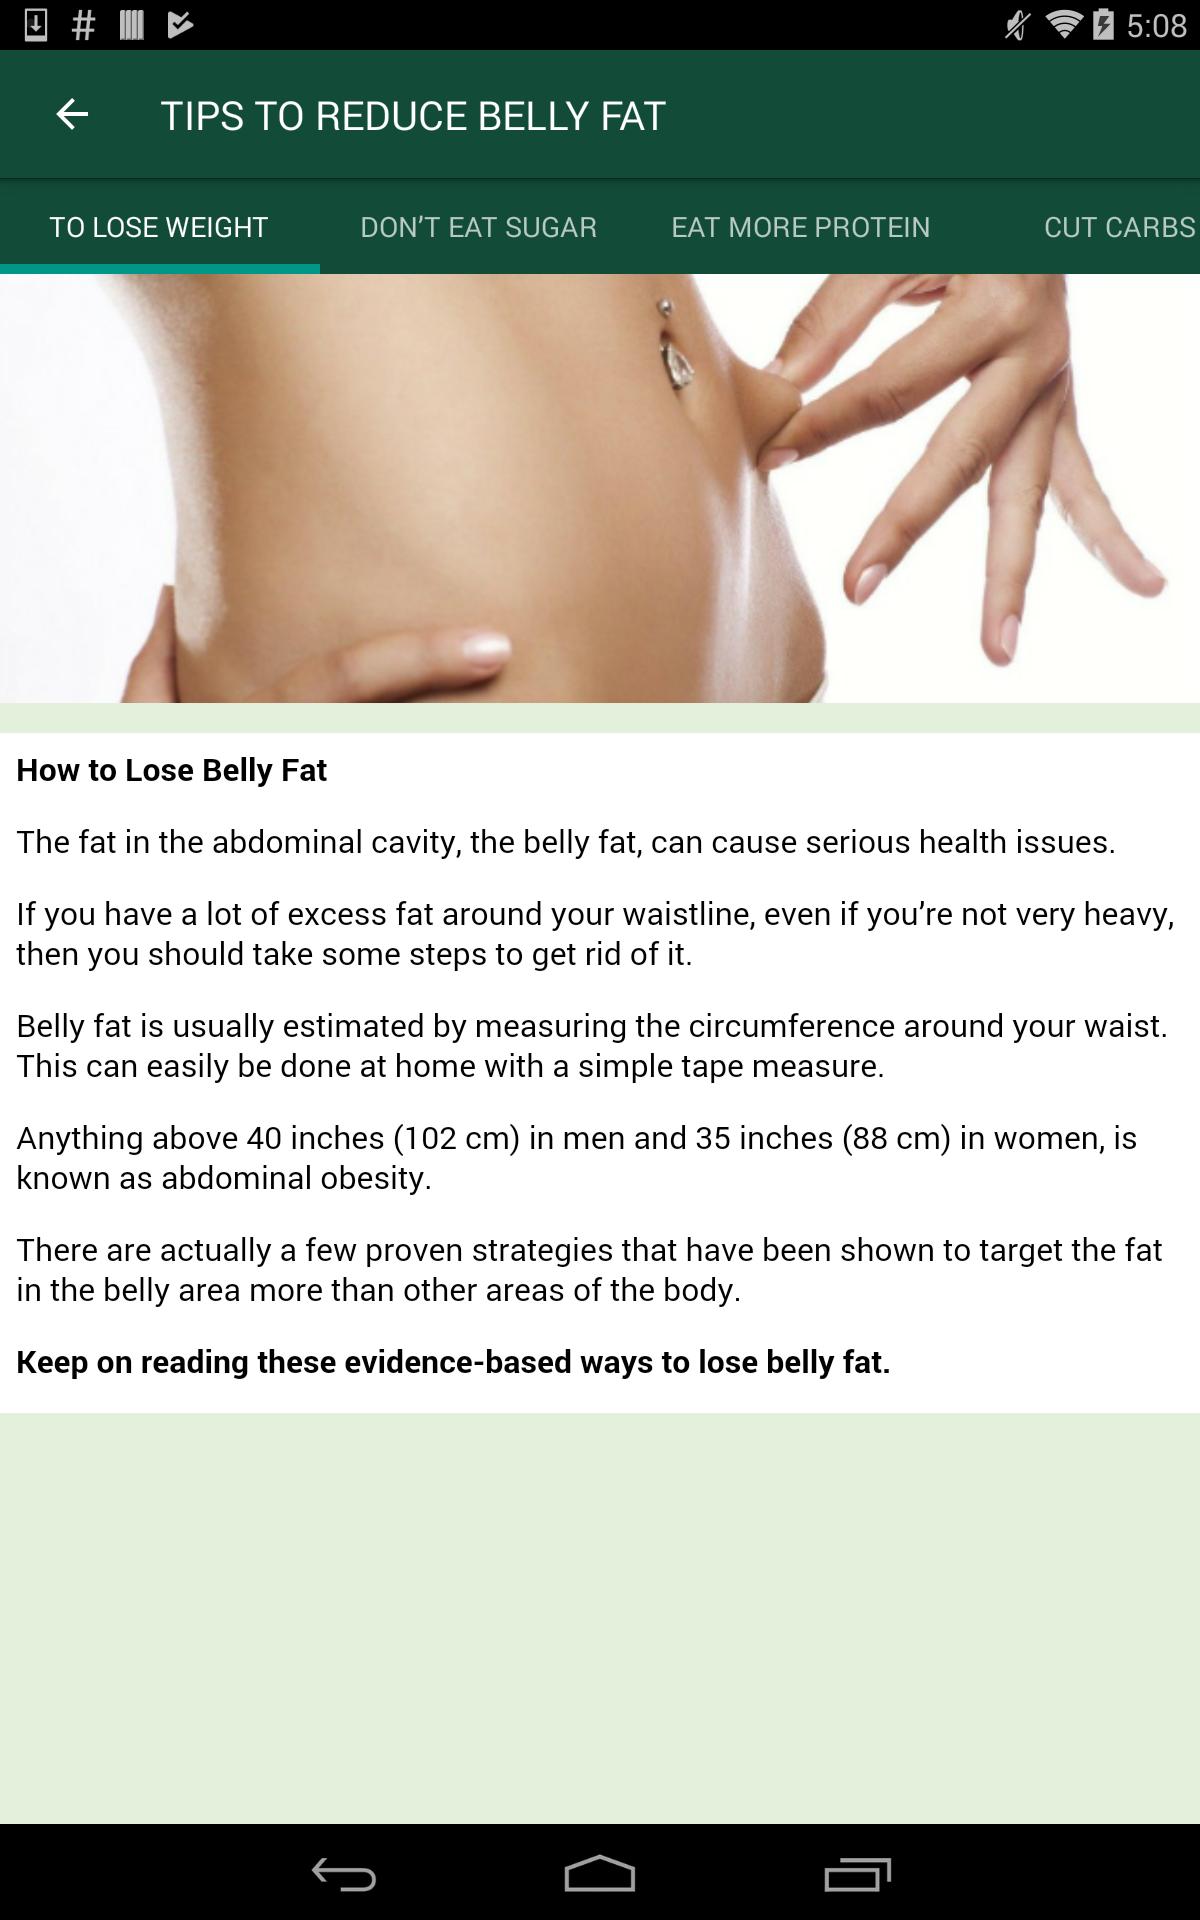 5:08
TIPS TO REDUCE BELLY FAT
TO LOSE WEIGHT
DON’T EAT SUGAR
EAT MORE PROTEIN
CUT CARBS
How to Lose Belly Fat
The fat in the abdominal cavity, the belly fat, can cause serious health issues.
If you have a lot of excess fat around your waistline, even if you’re not very heavy,
then you should take some steps to get rid of it.
Belly fat is usually estimated by measuring the circumference around your waist.
This can easily be done at home with a simple tape measure.
Anything above 40 inches (102 cm) in men and 35 inches (88 cm) in women, is
known as abdominal obesity.
There are actually a few proven strategies that have been shown to target the fat
in the belly area more than other areas of the body.
Keep on reading these evidence-based ways to lose belly fat.